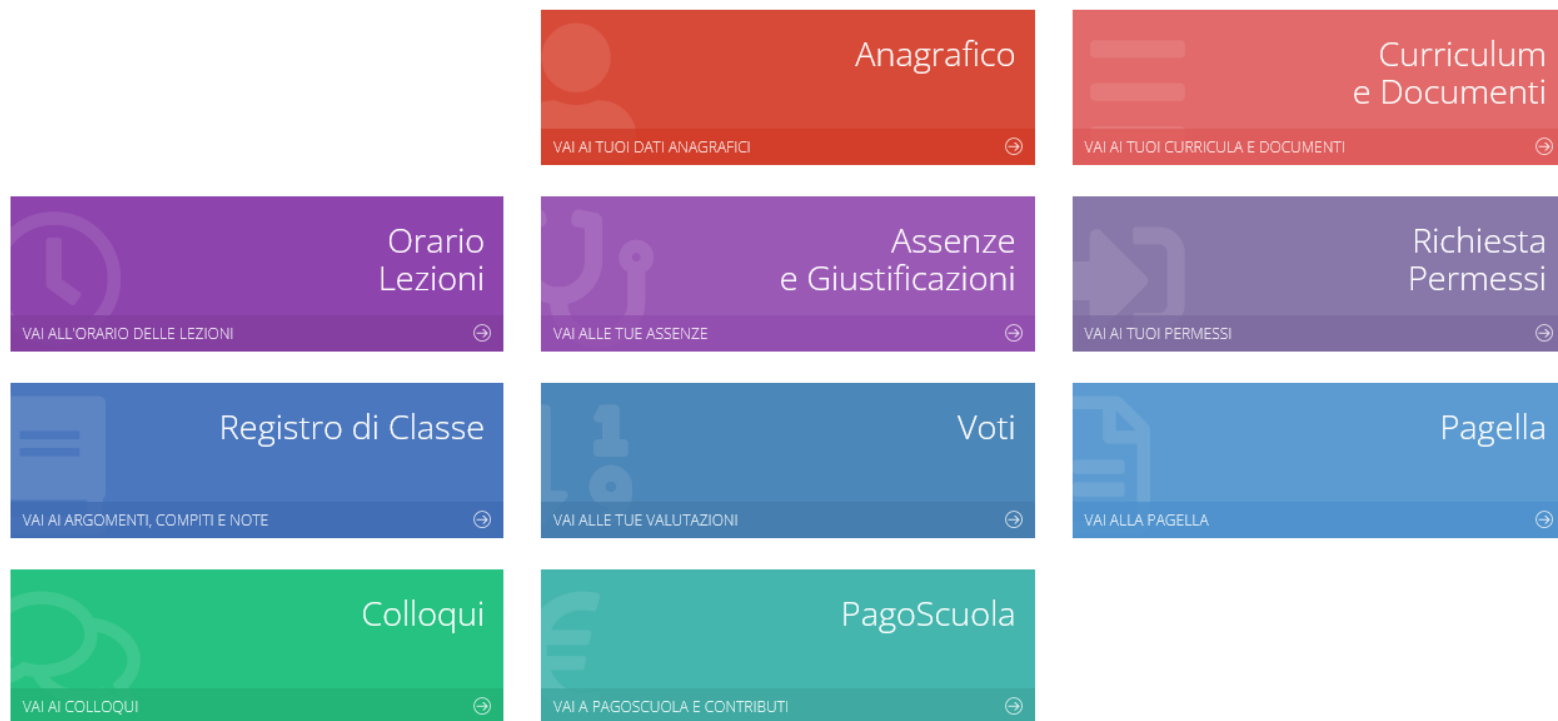 Anagrafico
VAI AI TUOI DATI ANAGRAFICI
Curriculum
e Documenti
VAI AI TUOI CURRICULA E DOCUMENTI
Orario
Lezioni
VAI ALL'ORARIO DELLE LEZIONI
Assenze
e Giustificazioni
VAI ALLE TUE ASSENZE
Richiesta
Permessi
VAI AI TUOI PERMESSI
Registro di Classe
VAI AI ARGOMENTI, COMPITI E NOTE
Voti
VAI ALLE TUE VALUTAZIONI
Pagella
VAI ALLA PAGELLA
Colloqui
VAI AI COLLOQUI
PagoScuola
VAI A PAGOSCUOLA E CONTRIBUTI